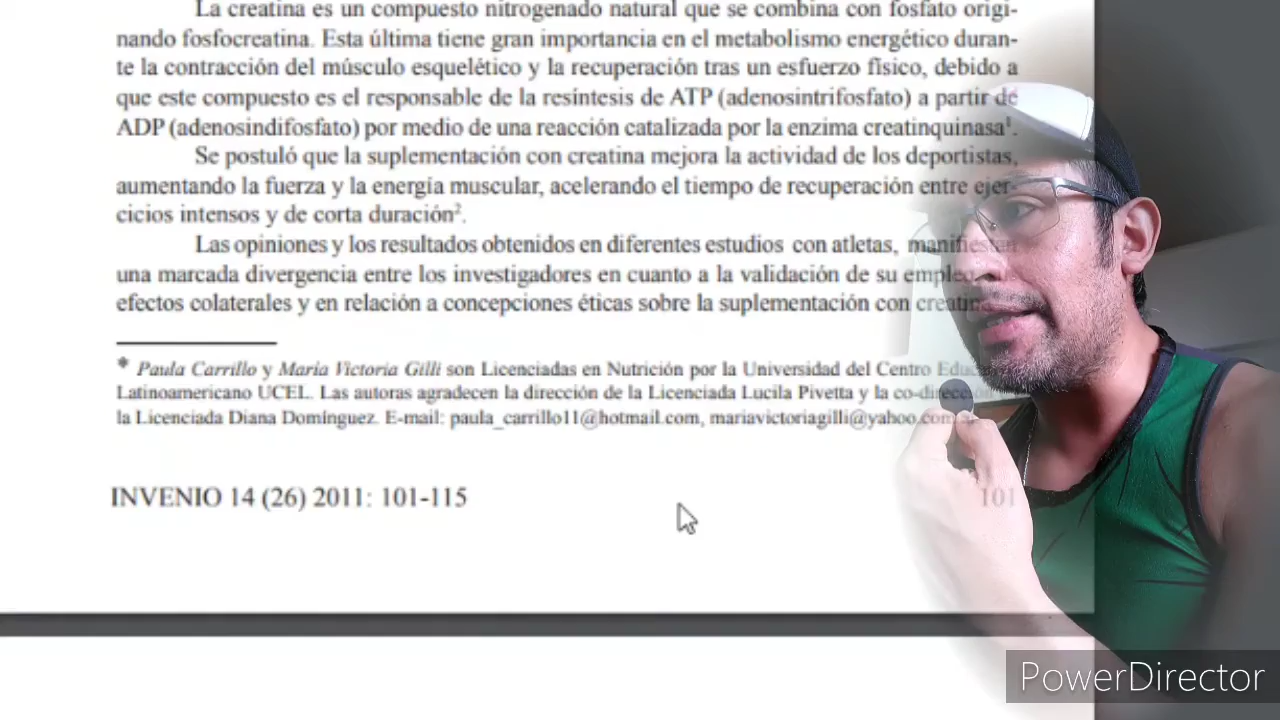 La creatina es un compuesto nitrogenado natural que se combina con fosfato origi-
nando fosfocreatina. Esta última tiene gran importancia en el metabolismo energético duran-
te la contracción del músculo esquelético y la recuperación tras un esfuerzo físico, debido a
que este compuesto es el responsable de la resíntesis de ATP (adenosintrifosfato) a partir de
ADP (adenosindifosfato) por medio de una reacción catalizada por la enzima creatinquinasa¹.
Se postuló que la suplementación con creatina mejora la actividad de los deportistas,
aumentando la fuerza y la energía muscular, acelerando el tiempo de recuperación entre ejer-
cicios intensos y de corta duración².
Las opiniones y los resultados obtenidos en diferentes estudios con atletas, manifiestan
una marcada divergencia entre los investigadores en cuanto a la validación de su
efectos colaterales y en relación a concepciones éticas sobre la suplementación con
* Paula Carrillo y María Victoria Gilli son Licenciadas en Nutrición por la Universidad del Centro
Latinoamericano UCEL. Las autoras agradecen la dirección de la Licenciada Lucila Pivetta y la
la Licenciada Diana Domínguez. E-mail: paula_carrillo11@hotmail.com, mariavictoriagilli@yahoo
INVENIO 14 (26) 2011: 101-115
101
PowerDirector